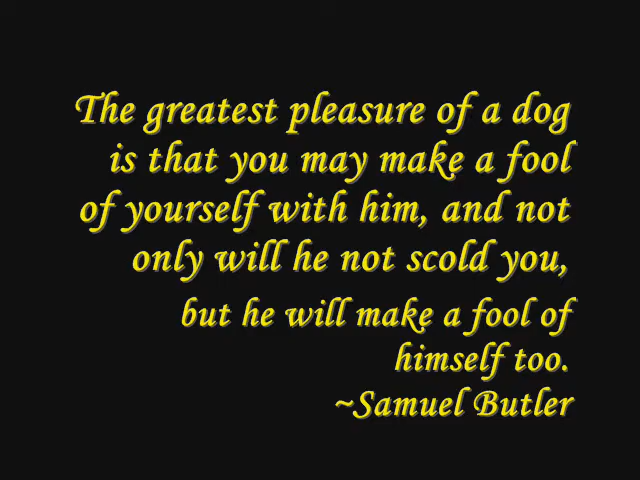 The greatest pleasure of a dog
is that you may make a fool
of yourself with him, and not
only will he not scold you,
but he will make a fool of
himself too.
~Samuel Butler